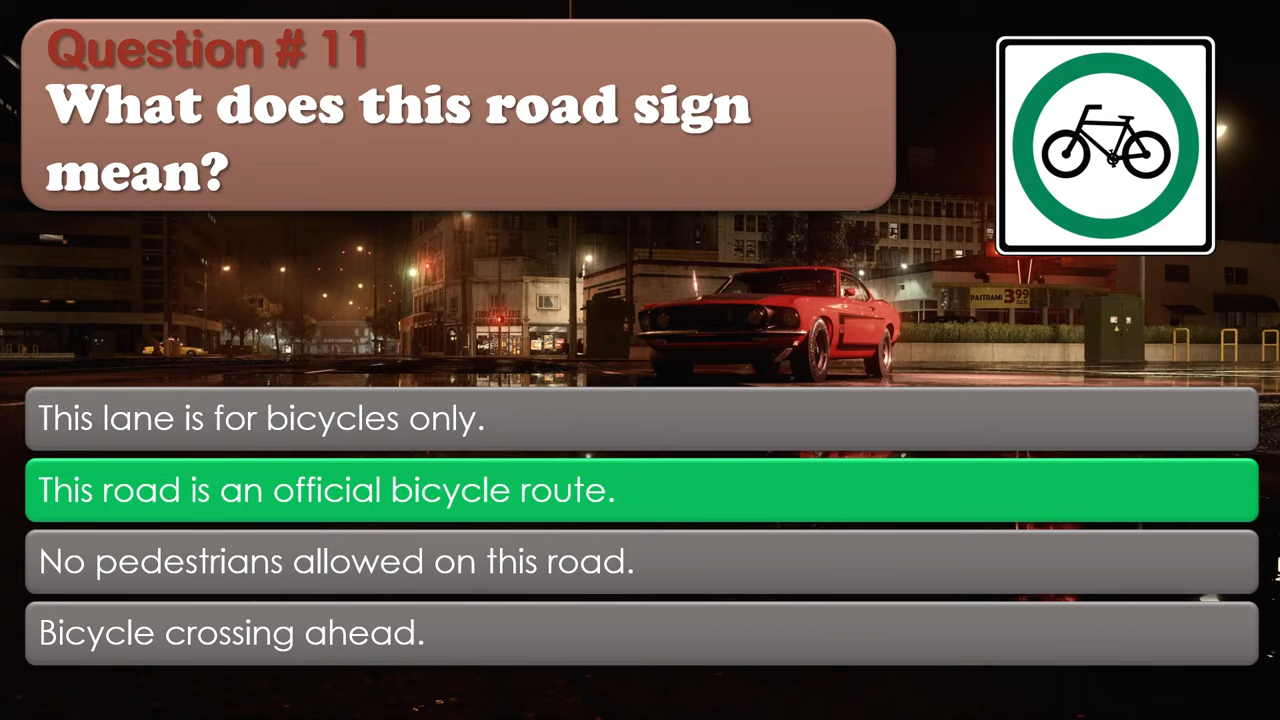 Question # 11
What does this road sign
mean?
PASTRAMI 3.99
This lane is for bicycles only.
This road is an official bicycle route.
No pedestrians allowed on this road.
Bicycle crossing ahead.